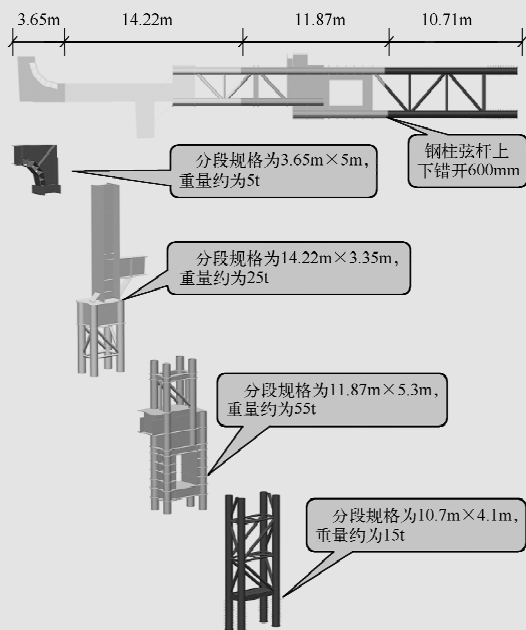 3.65m 14.22m 11.87m 10.71m
钢柱弦杆上
下错开600mm
分段规格为3.65m×5m，
重量约为5t
分段规格为14.22m×3.35m，
重量约为25t
分段规格为11.87m×5.3m，
重量约为55t
分段规格为10.7m×4.1m，
重量约为15t